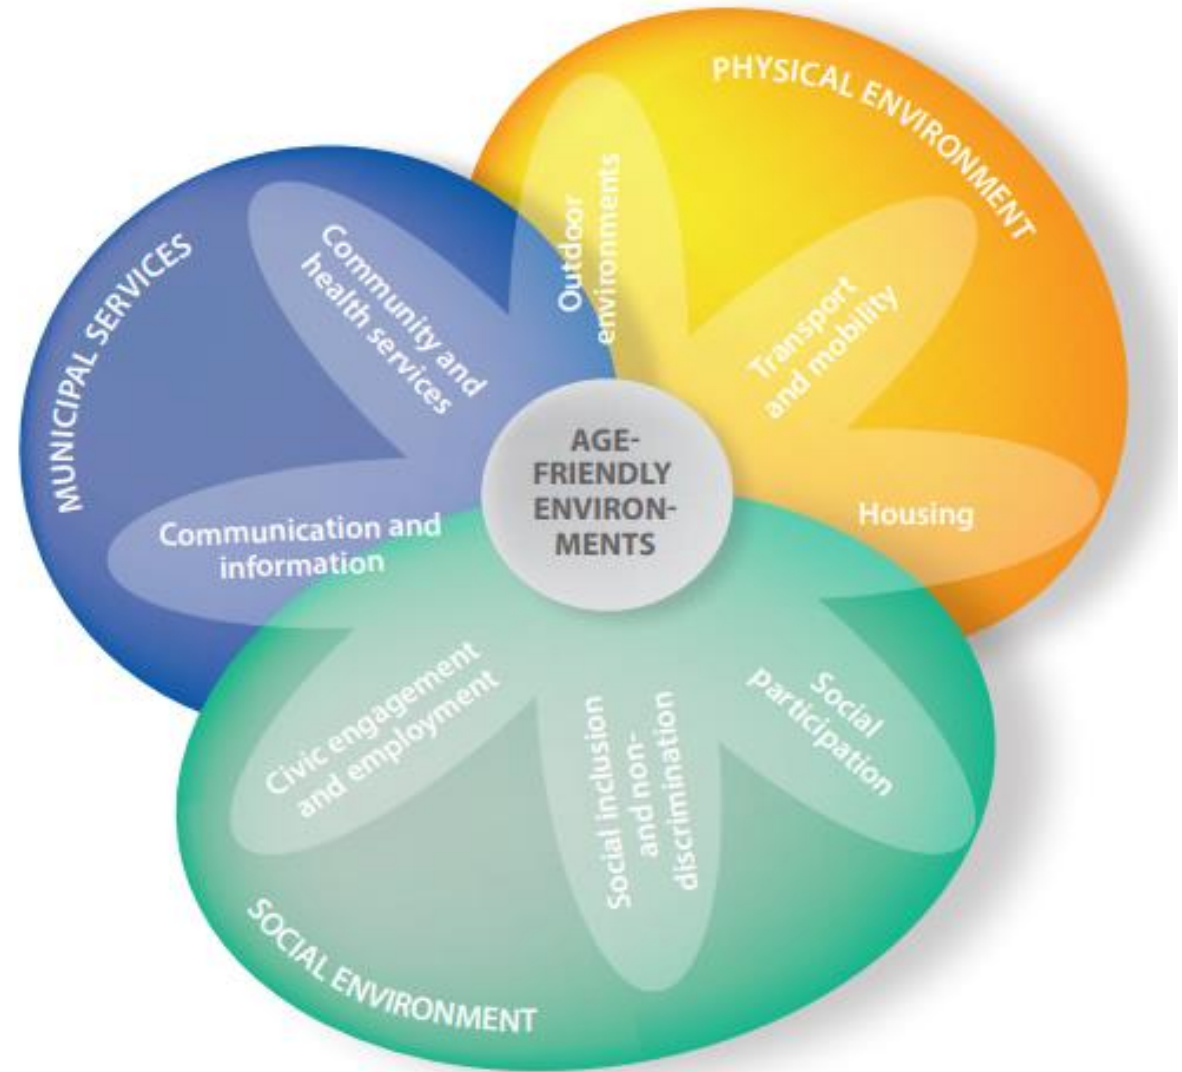 PHYSICAL ENVIRONMENT
Outdoor
environments
Transport
and mobility
Housing
MUNICIPAL SERVICES
Community and
health services
Communication and
information
AGE-
FRIENDLY
ENVIRON-
MENTS
Civic engagement
and employment
Social inclusion
and non-
discrimination
Social
participation
SOCIAL ENVIRONMENT